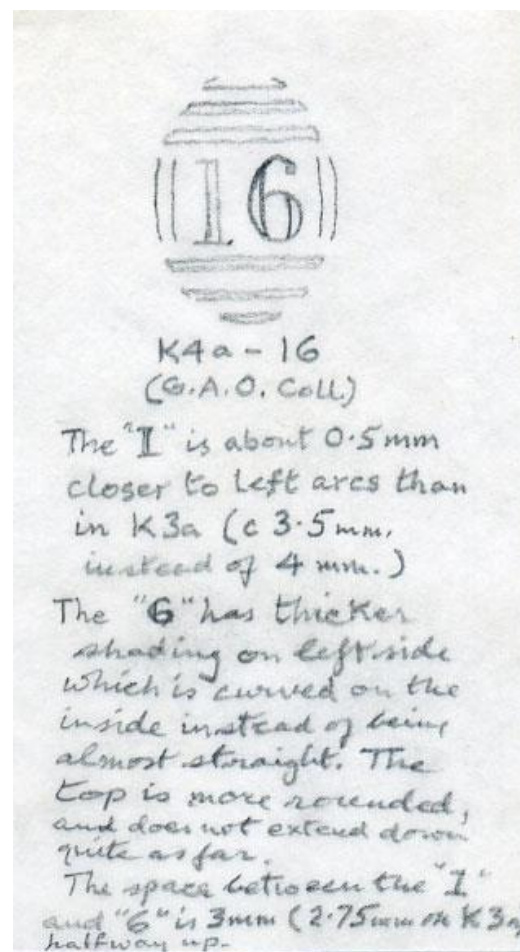 16
K4a - 16
(G.A.O. Coll.)
The "I" is about 0.5mm
closer to left arcs than
in K3a (c 3.5mm.
instead of 4 mm.)
The "6" has thicker
shading on left side
which is curved on the
inside instead of being
almost straight. The
top is more rounded,
and does not extend down
quite as far.
The space between the "I"
and "6" is 3mm (2.75mm on K3a)
halfway up.